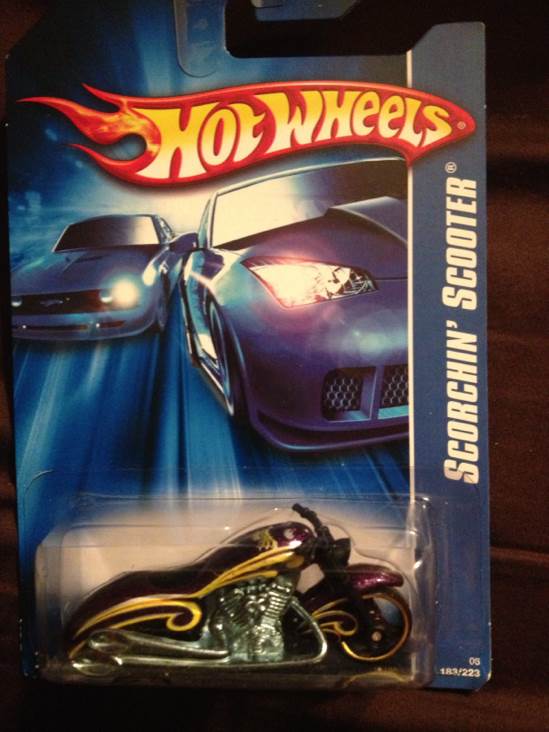 HOT WHEELS®
SCORCHIN' SCOOTER®
06
183/223